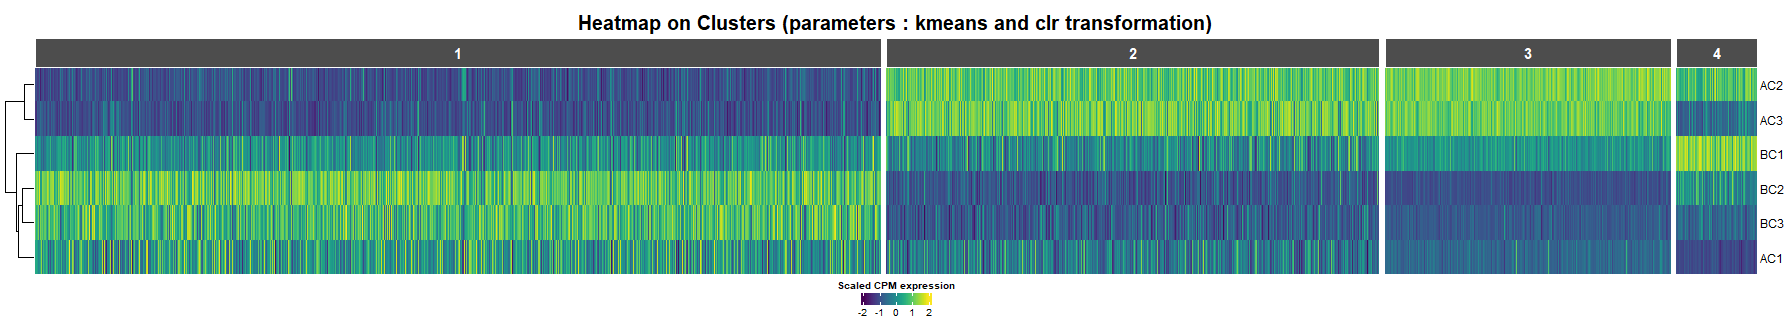 Heatmap on Clusters (parameters : kmeans and clr transformation)
1 2 3 4
AC2
AC3
BC1
BC2
BC3
AC1
Scaled CPM expression
-2 -1 0 1 2